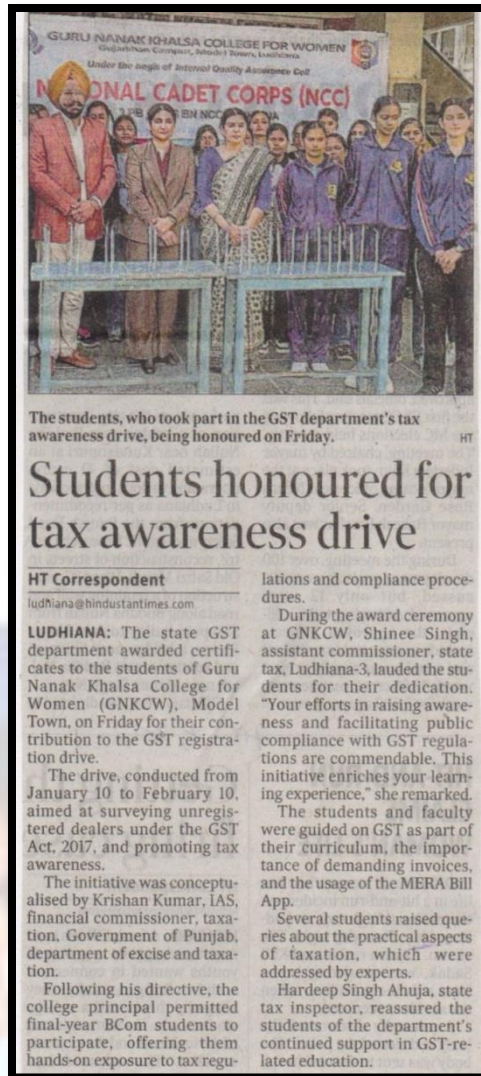 GURU NANAK KHALSA COLLEGE FOR WOMEN
Gujarkhan Campus, Model Town, Ludhiana
Under the aegis of Internal Quality Assurance Cell
NATIONAL CADET CORPS (NCC)
PB BN NCC
The students, who took part in the GST department's tax
awareness drive, being honoured on Friday.
HT
Students honoured for
tax awareness drive
HT Correspondent
ludhiana@hindustantimes.com
LUDHIANA: The state GST
department awarded certifi-
cates to the students of Guru
Nanak Khalsa College for
Women (GNKCW), Model
Town, on Friday for their con-
tribution to the GST registra-
tion drive.
The drive, conducted from
January 10 to February 10,
aimed at surveying unregis-
tered dealers under the GST
Act, 2017, and promoting tax
awareness.
The initiative was conceptu-
alised by Krishan Kumar, IAS,
financial commissioner, taxa-
tion, Government of Punjab,
department of excise and taxa-
tion.
Following his directive, the
college principal permitted
final-year BCom students to
participate, offering them
hands-on exposure to tax regu-
lations and compliance proce-
dures.
During the award ceremony
at GNKCW, Shinee Singh,
assistant commissioner, state
tax, Ludhiana-3, lauded the stu-
dents for their dedication.
"Your efforts in raising aware-
ness and facilitating public
compliance with GST regula-
tions are commendable. This
initiative enriches your learn-
ing experience," she remarked.
The students and faculty
were guided on GST as part of
their curriculum, the impor-
tance of demanding invoices,
and the usage of the MERA Bill
App.
Several students raised que-
ries about the practical aspects
of taxation, which were
addressed by experts.
Hardeep Singh Ahuja, state
tax inspector, reassured the
students of the department's
continued support in GST-re-
lated education.